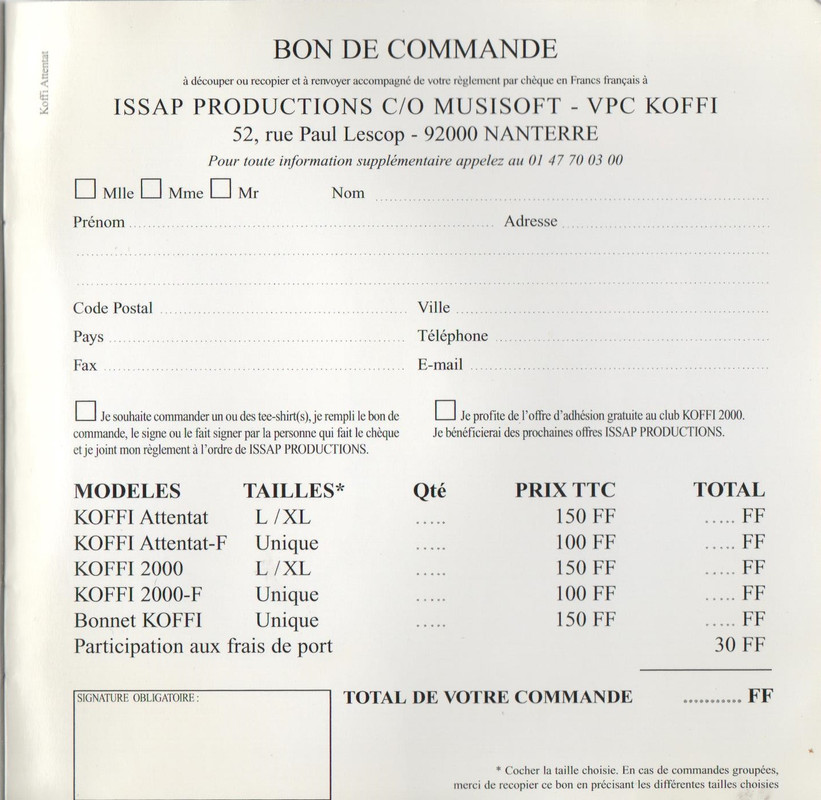 Koffi Attentat
BON DE COMMANDE
à découper ou recopier et à renvoyer accompagné de votre règlement par chèque en Francs français à
ISSAP PRODUCTIONS C/O MUSISOFT - VPC KOFFI
52, rue Paul Lescop - 92000 NANTERRE
Pour toute information supplémentaire appelez au 01 47 70 03 00
Mlle Mme Mr Nom
Prénom Adresse
Code Postal Ville
Pays Téléphone
Fax E-mail
Je souhaite commander un ou des tee-shirt(s), je rempli le bon de
commande, le signe ou le fait signer par la personne qui fait le chèque
et je joint mon règlement à l'ordre de ISSAP PRODUCTIONS.
Je profite de l'offre d'adhésion gratuite au club KOFFI 2000.
Je bénéficierai des prochaines offres ISSAP PRODUCTIONS.
MODELES TAILLES* Qté PRIX TTC TOTAL
KOFFI Attentat L /XL ..... 150 FF ..... FF
KOFFI Attentat-F Unique ..... 100 FF ..... FF
KOFFI 2000 L /XL ..... 150 FF ..... FF
KOFFI 2000-F Unique ..... 100 FF ..... FF
Bonnet KOFFI Unique ..... 150 FF ..... FF
Participation aux frais de port 30 FF
SIGNATURE OBLIGATOIRE :
TOTAL DE VOTRE COMMANDE ........... FF
* Cocher la taille choisie. En cas de commandes groupées,
merci de recopier ce bon en précisant les différentes tailles choisies